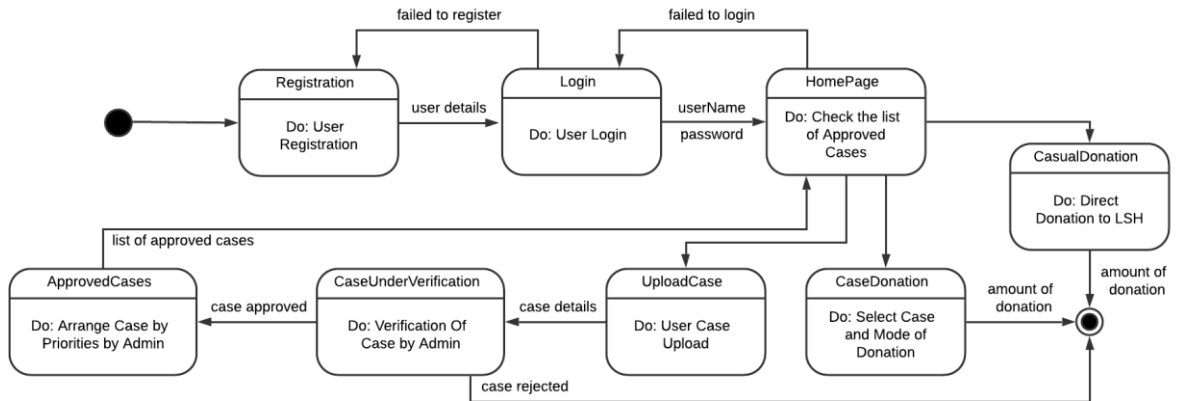 failed to register
failed to login
Registration
Do: User
Registration
user details
Login
Do: User Login
userName
password
HomePage
Do: Check the list
of Approved
Cases
CasualDonation
Do: Direct
Donation to LSH
list of approved cases
ApprovedCases
Do: Arrange Case by
Priorities by Admin
case approved
CaseUnderVerification
Do: Verification Of
Case by Admin
case details
UploadCase
Do: User Case
Upload
CaseDonation
Do: Select Case
and Mode of
Donation
amount of
donation
amount of
donation
case rejected